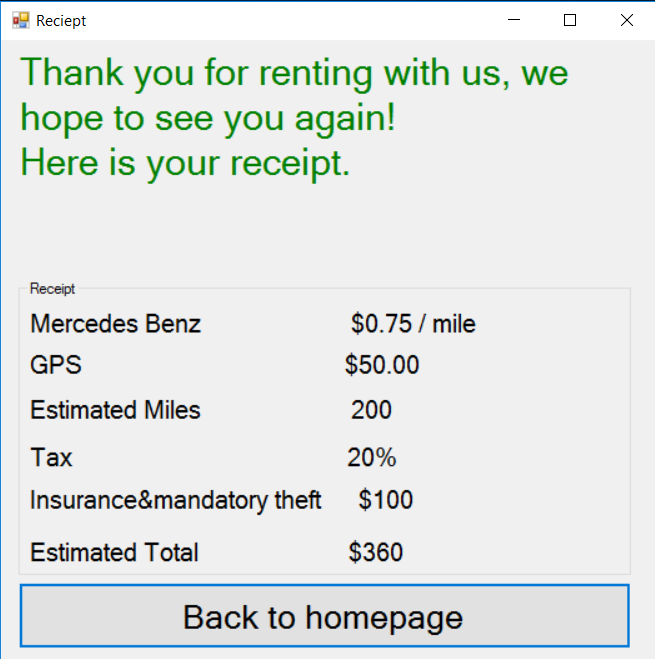 Reciept
Thank you for renting with us, we
hope to see you again!
Here is your receipt.
Receipt
Mercedes Benz $0.75 / mile
GPS $50.00
Estimated Miles 200
Tax 20%
Insurance&mandatory theft $100
Estimated Total $360
Back to homepage